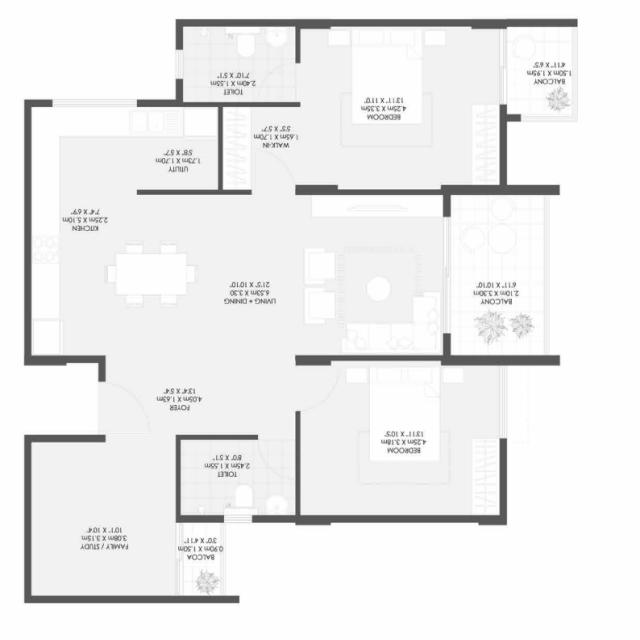 BALCOA
0.90m X 1.50m
3'0" X 4'11"
FAMILY / STUDY
3.08m X 3.15m
10'1" X 10'4"
TOILET
2.45m X 1.55m
8'0" X 5'1"
BEDROOM
4.25m X 3.18m
13'11" X 10'5"
FOYER
4.05m X 1.63m
13'4" X 5'4"
BALCONY
2.10m X 3.30m
6'11" X 10'10"
LIVING + DINING
6.53m X 3.30
21'5" X 10'10"
KITCHEN
2.25m X 5.10m
7'4" X 6'9"
UTILITY
1.73m X 1.70m
5'8" X 5'7"
WALK-IN
1.65m X 1.70m
5'5" X 5'7"
BEDROOM
4.25m X 3.35m
13'11" X 11'0"
BALCONY
1.50m X 1.95m
4'11" X 6'5"
TOILET
2.40m X 1.55m
7'10" X 5'1"